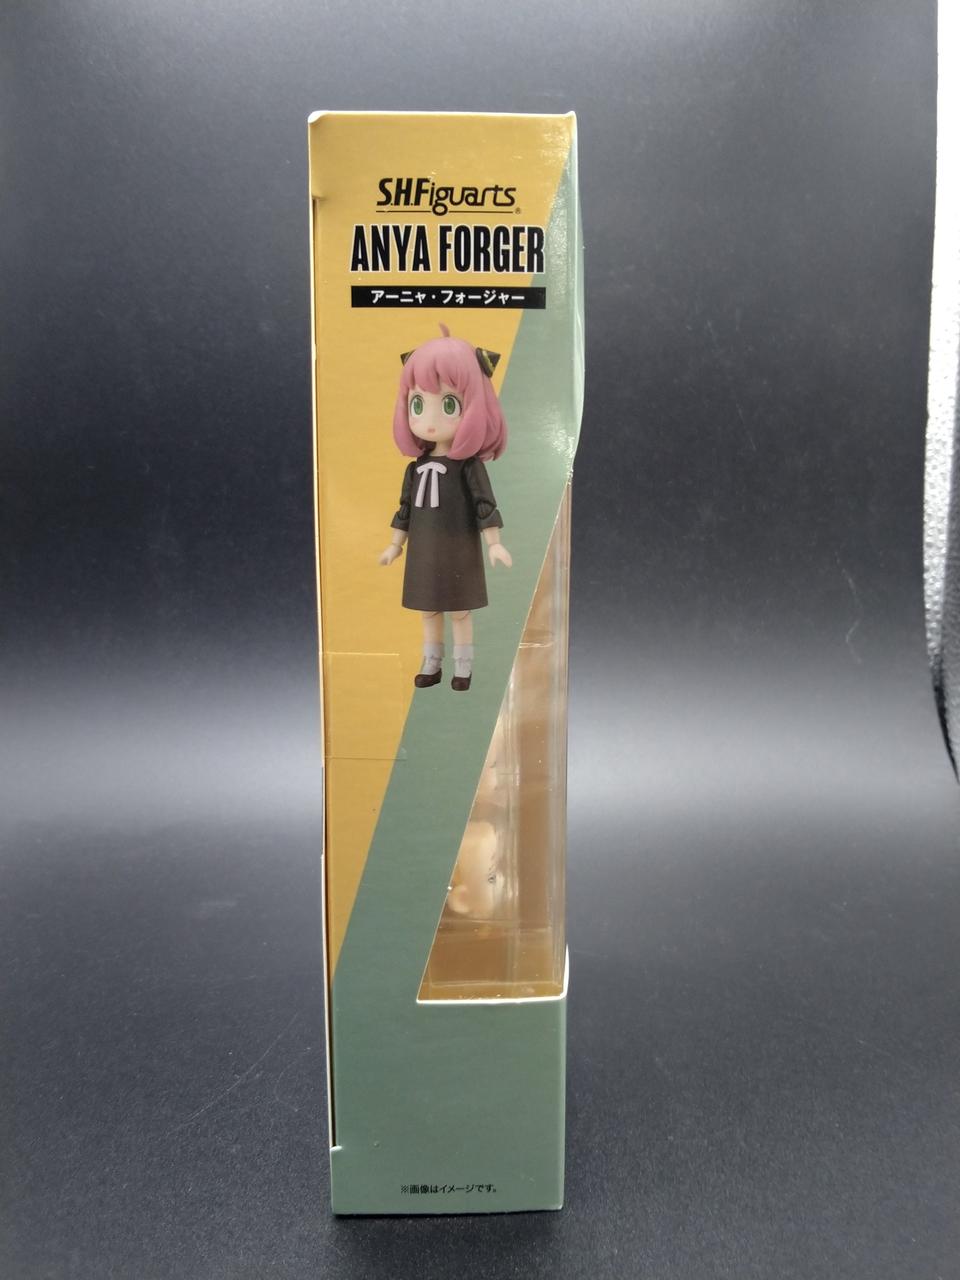 S.H.Figuarts®
ANYA FORGER
アーニャ・フォージャー
※画像はイメージです。